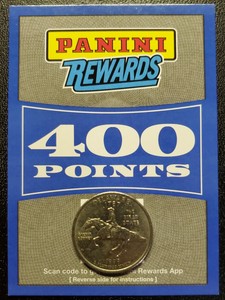 PANINI
REWARDS
400
POINTS
Scan code to g Rewards App
[ Reverse side for instructions ]